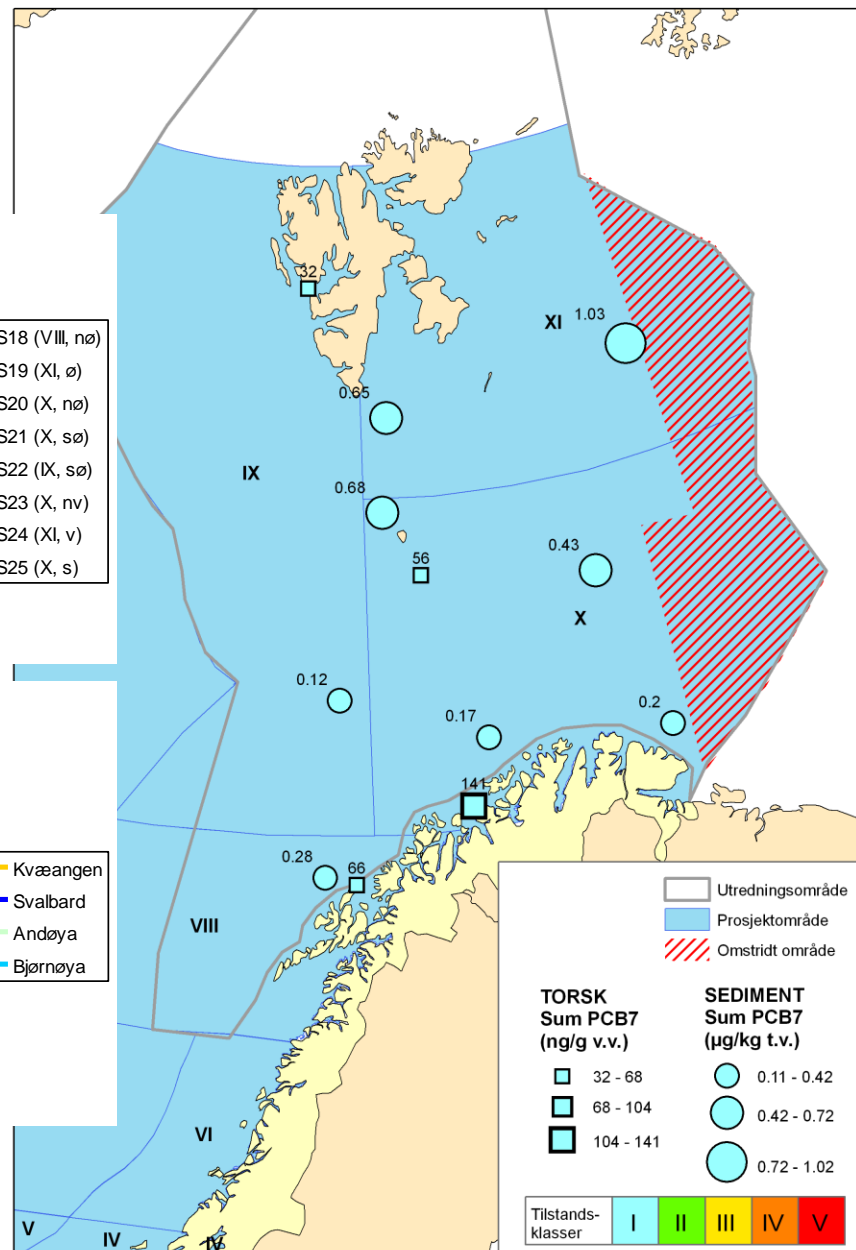 32
XI
1.03
S18 (VIII, nø)
S19 (XI, ø)
S20 (X, nø)
S21 (X, sø)
S22 (IX, sø)
S23 (X, nv)
S24 (XI, v)
S25 (X, s)
0.65
IX
0.68
0.43
56
X
0.12
0.17
0.2
141
0.28
66
Kvæangen
Svalbard
Andøya
Bjørnøya
VIII
VI
V
IV
IV
Utredningsområde
Prosjektområde
Omstridt område
TORSK
Sum PCB7
(ng/g v.v.)
32 - 68
68 - 104
104 - 141
SEDIMENT
Sum PCB7
(µg/kg t.v.)
0.11 - 0.42
0.42 - 0.72
0.72 - 1.02
Tilstands-
klasser
I II III IV V